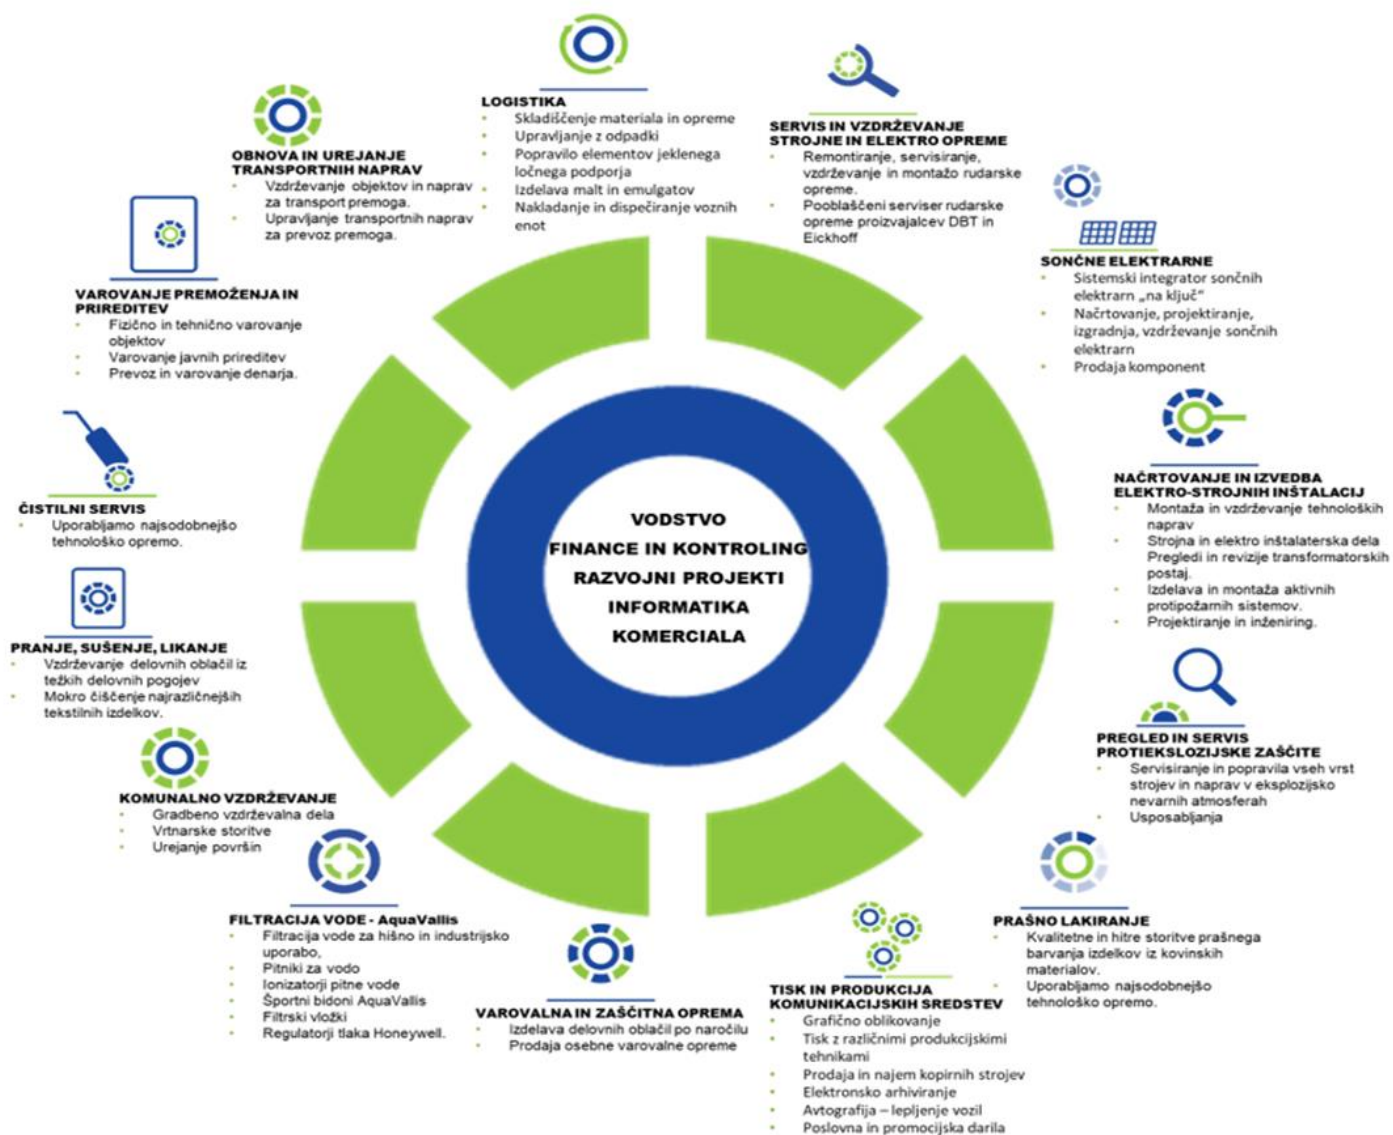 LOGISTIKA
• Skladiščenje materiala in opreme
• Upravljanje z odpadki
• Popravilo elementov jeklenega
ločnega podporja
• Izdelava malt in emulgatov
• Nakladanje in dispečiranje voznih
enot
SERVIS IN VZDRŽEVANJE
STROJNE IN ELEKTRO OPREME
• Remontiranje, servisiranje,
vzdrževanje in montažo rudarske
opreme.
• Pooblaščeni serviser rudarske
opreme proizvajalcev DBT in
Eickhoff
SONČNE ELEKTRARNE
• Sistemski integrator sončnih
elektrarn „na ključ“
• Načrtovanje, projektiranje,
izgradnja, vzdrževanje sončnih
elektrarn
• Prodaja komponent
NAČRTOVANJE IN IZVEDBA
ELEKTRO-STROJNIH INŠTALACIJ
• Montaža in vzdrževanje tehnoloških
naprav
• Strojna in elektro inštalaterska dela
• Pregledi in revizije transformatorskih
postaj.
• Izdelava in montaža aktivnih
protipožarnih sistemov.
• Projektiranje in inženiring.
PREGLED IN SERVIS
PROTIEKSLOZIJSKE ZAŠČITE
• Servisiranje in popravila vseh vrst
strojev in naprav v eksplozijsko
nevarnih atmosferah
• Usposabljanja
PRAŠNO LAKIRANJE
• Kvalitetne in hitre storitve prašnega
barvanja izdelkov iz kovinskih
materialov.
• Uporabljamo najsodobnejšo
tehnološko opremo.
TISK IN PRODUKCIJA
KOMUNIKACIJSKIH SREDSTEV
• Grafično oblikovanje
• Tisk z različnimi produkcijskimi
tehnikami
• Prodaja in najem kopirnih strojev
• Elektronsko arhiviranje
• Avtografija – lepljenje vozil
• Poslovna in promocijska darila
VAROVALNA IN ZAŠČITNA OPREMA
• Izdelava delovnih oblačil po naročilu
• Prodaja osebne varovalne opreme
FILTRACIJA VODE - AquaVallis
• Filtracija vode za hišno in industrijsko
uporabo,
• Pitniki za vodo
• Ionizatorji pitne vode
• Športni bidoni AquaVallis
• Filtrski vložki
• Regulatorji tlaka Honeywell.
KOMUNALNO VZDRŽEVANJE
• Gradbeno vzdrževalna dela
• Vrtnarske storitve
• Urejanje površin
PRANJE, SUŠENJE, LIKANJE
• Vzdrževanje delovnih oblačil iz
težkih delovnih pogojev
• Mokro čiščenje najrazličnejših
tekstilnih izdelkov.
ČISTILNI SERVIS
• Uporabljamo najsodobnejšo
tehnološko opremo.
VAROVANJE PREMOŽENJA IN
PRIREDITEV
• Fizično in tehnično varovanje
objektov
• Varovanje javnih prireditev
• Prevoz in varovanje denarja.
OBNOVA IN UREJANJE
TRANSPORTNIH NAPRAV
• Vzdrževanje objektov in naprav
za transport premoga.
• Upravljanje transportnih naprav
za prevoz premoga.
VODSTVO
FINANCE IN KONTROLING
RAZVOJNI PROJEKTI
INFORMATIKA
KOMERCIALA